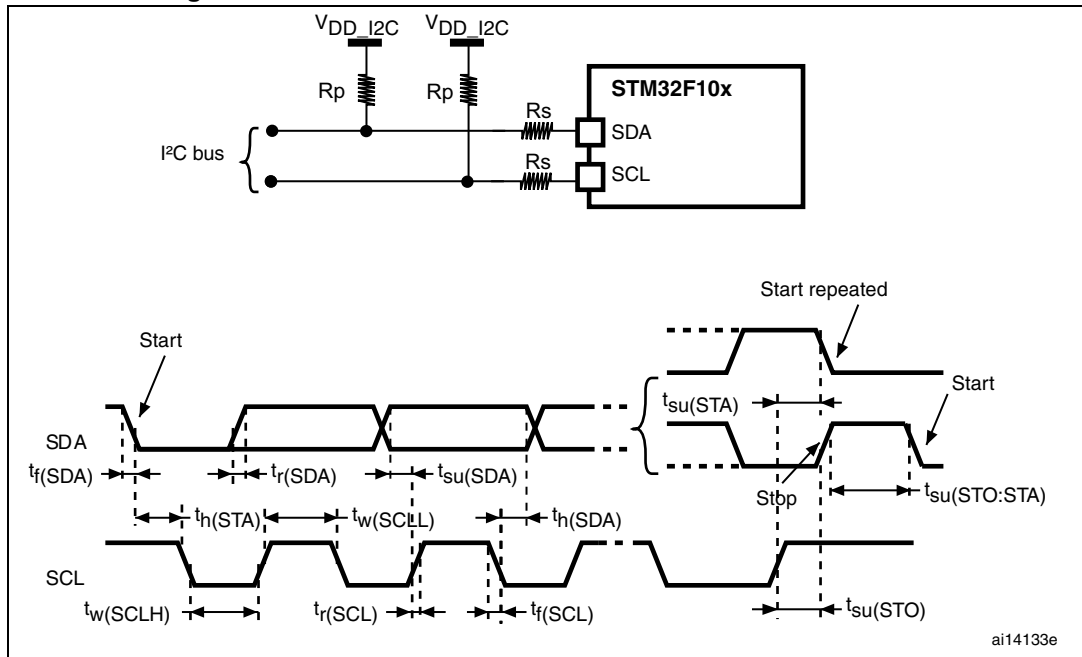 VDD_I2C VDD_I2C
Rp Rp
STM32F10x
Rs
SDA
I²C bus
Rs
SCL
Start repeated
Start
Start
tsu(STA)
SDA
tf(SDA) tr(SDA) tsu(SDA)
Stop
tsu(STO:STA)
th(STA) tw(SCLL) th(SDA)
SCL
tw(SCLH) tr(SCL) tf(SCL) tsu(STO)
ai14133e